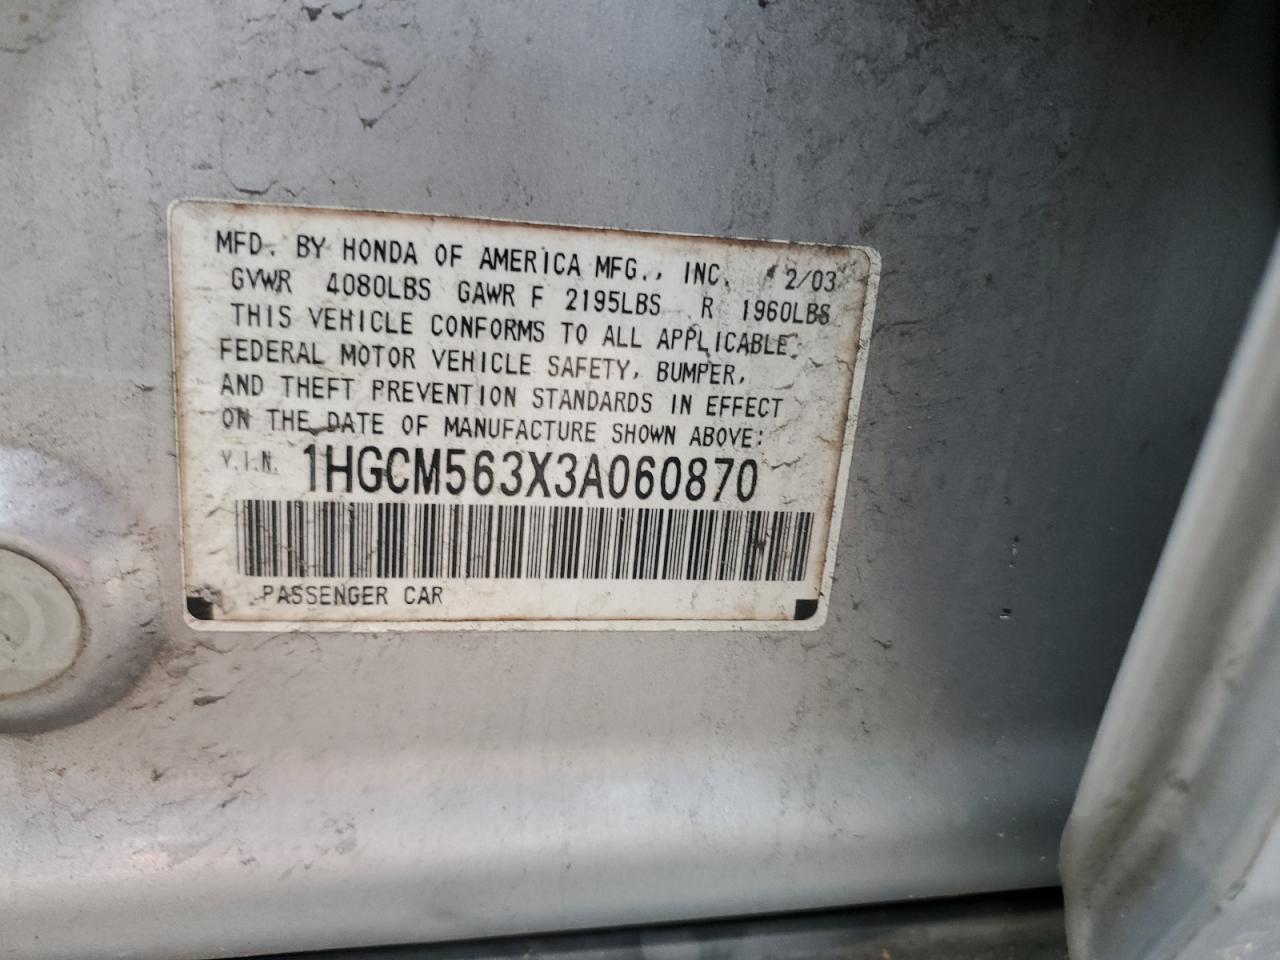 MFD. BY HONDA OF AMERICA MFG., INC. 2/03
GVWR 4080LBS GAWR F 2195LBS R 1960LBS
THIS VEHICLE CONFORMS TO ALL APPLICABLE
FEDERAL MOTOR VEHICLE SAFETY, BUMPER,
AND THEFT PREVENTION STANDARDS IN EFFECT
ON THE DATE OF MANUFACTURE SHOWN ABOVE:
V.I.N. 1HGCM563X3A060870
PASSENGER CAR